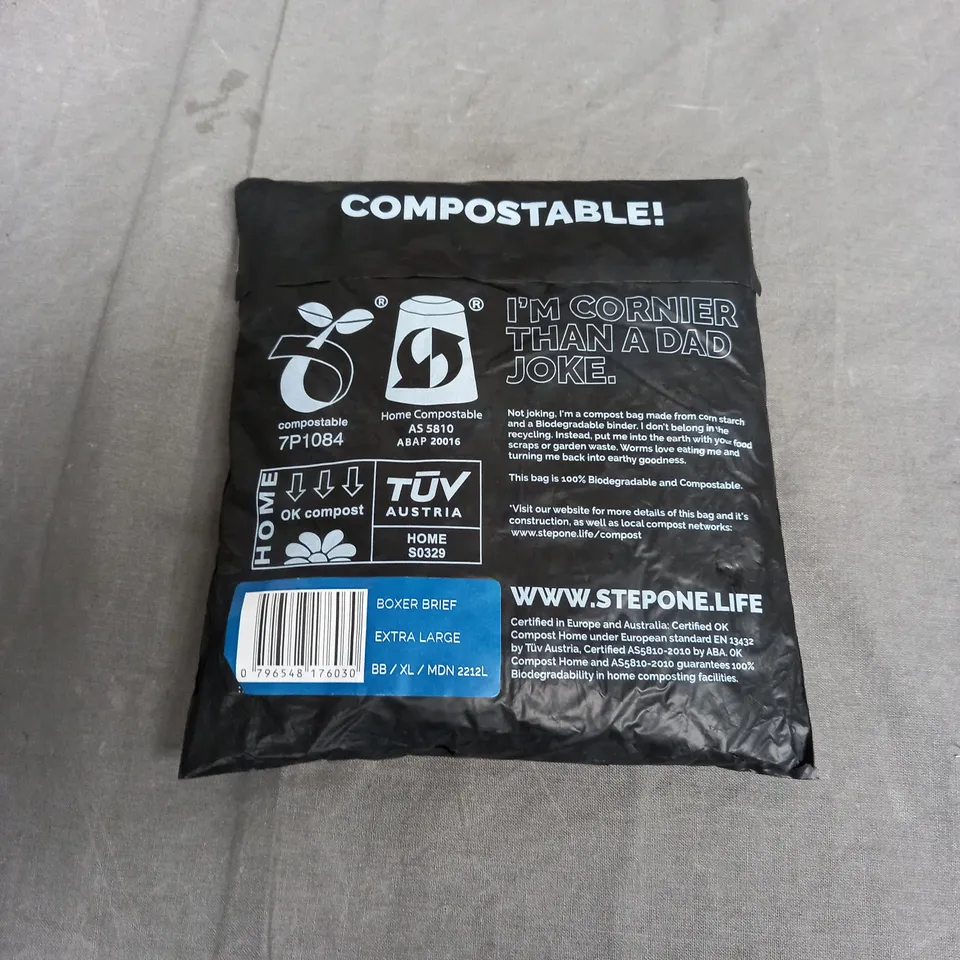 COMPOSTABLE!
®
®
compostable
7P1084
Home Compostable
AS 5810
ABAP 20016
I'M CORNIER
THAN A DAD
JOKE.
Not joking, I'm a compost bag made from corn starch
and a Biodegradable binder. I don't belong in the
recycling. Instead, put me into the earth with your food
scraps or garden waste. Worms love eating me and
turning me back into earthy goodness.
This bag is 100% Biodegradable and Compostable.
*Visit our website for more details of this bag and it's
construction, as well as local compost networks:
www.stepone.life/compost
HOME
OK compost
TÜV
AUSTRIA
HOME
S0329
BOXER BRIEF
EXTRA LARGE
BB / XL / MDN 2212L
0 796548 176030
WWW.STEPONE.LIFE
Certified in Europe and Australia: Certified OK
Compost Home under European standard EN 13432
by Tüv Austria, Certified AS5810-2010 by ABA. OK
Compost Home and AS5810-2010 guarantees 100%
Biodegradability in home composting facilities.